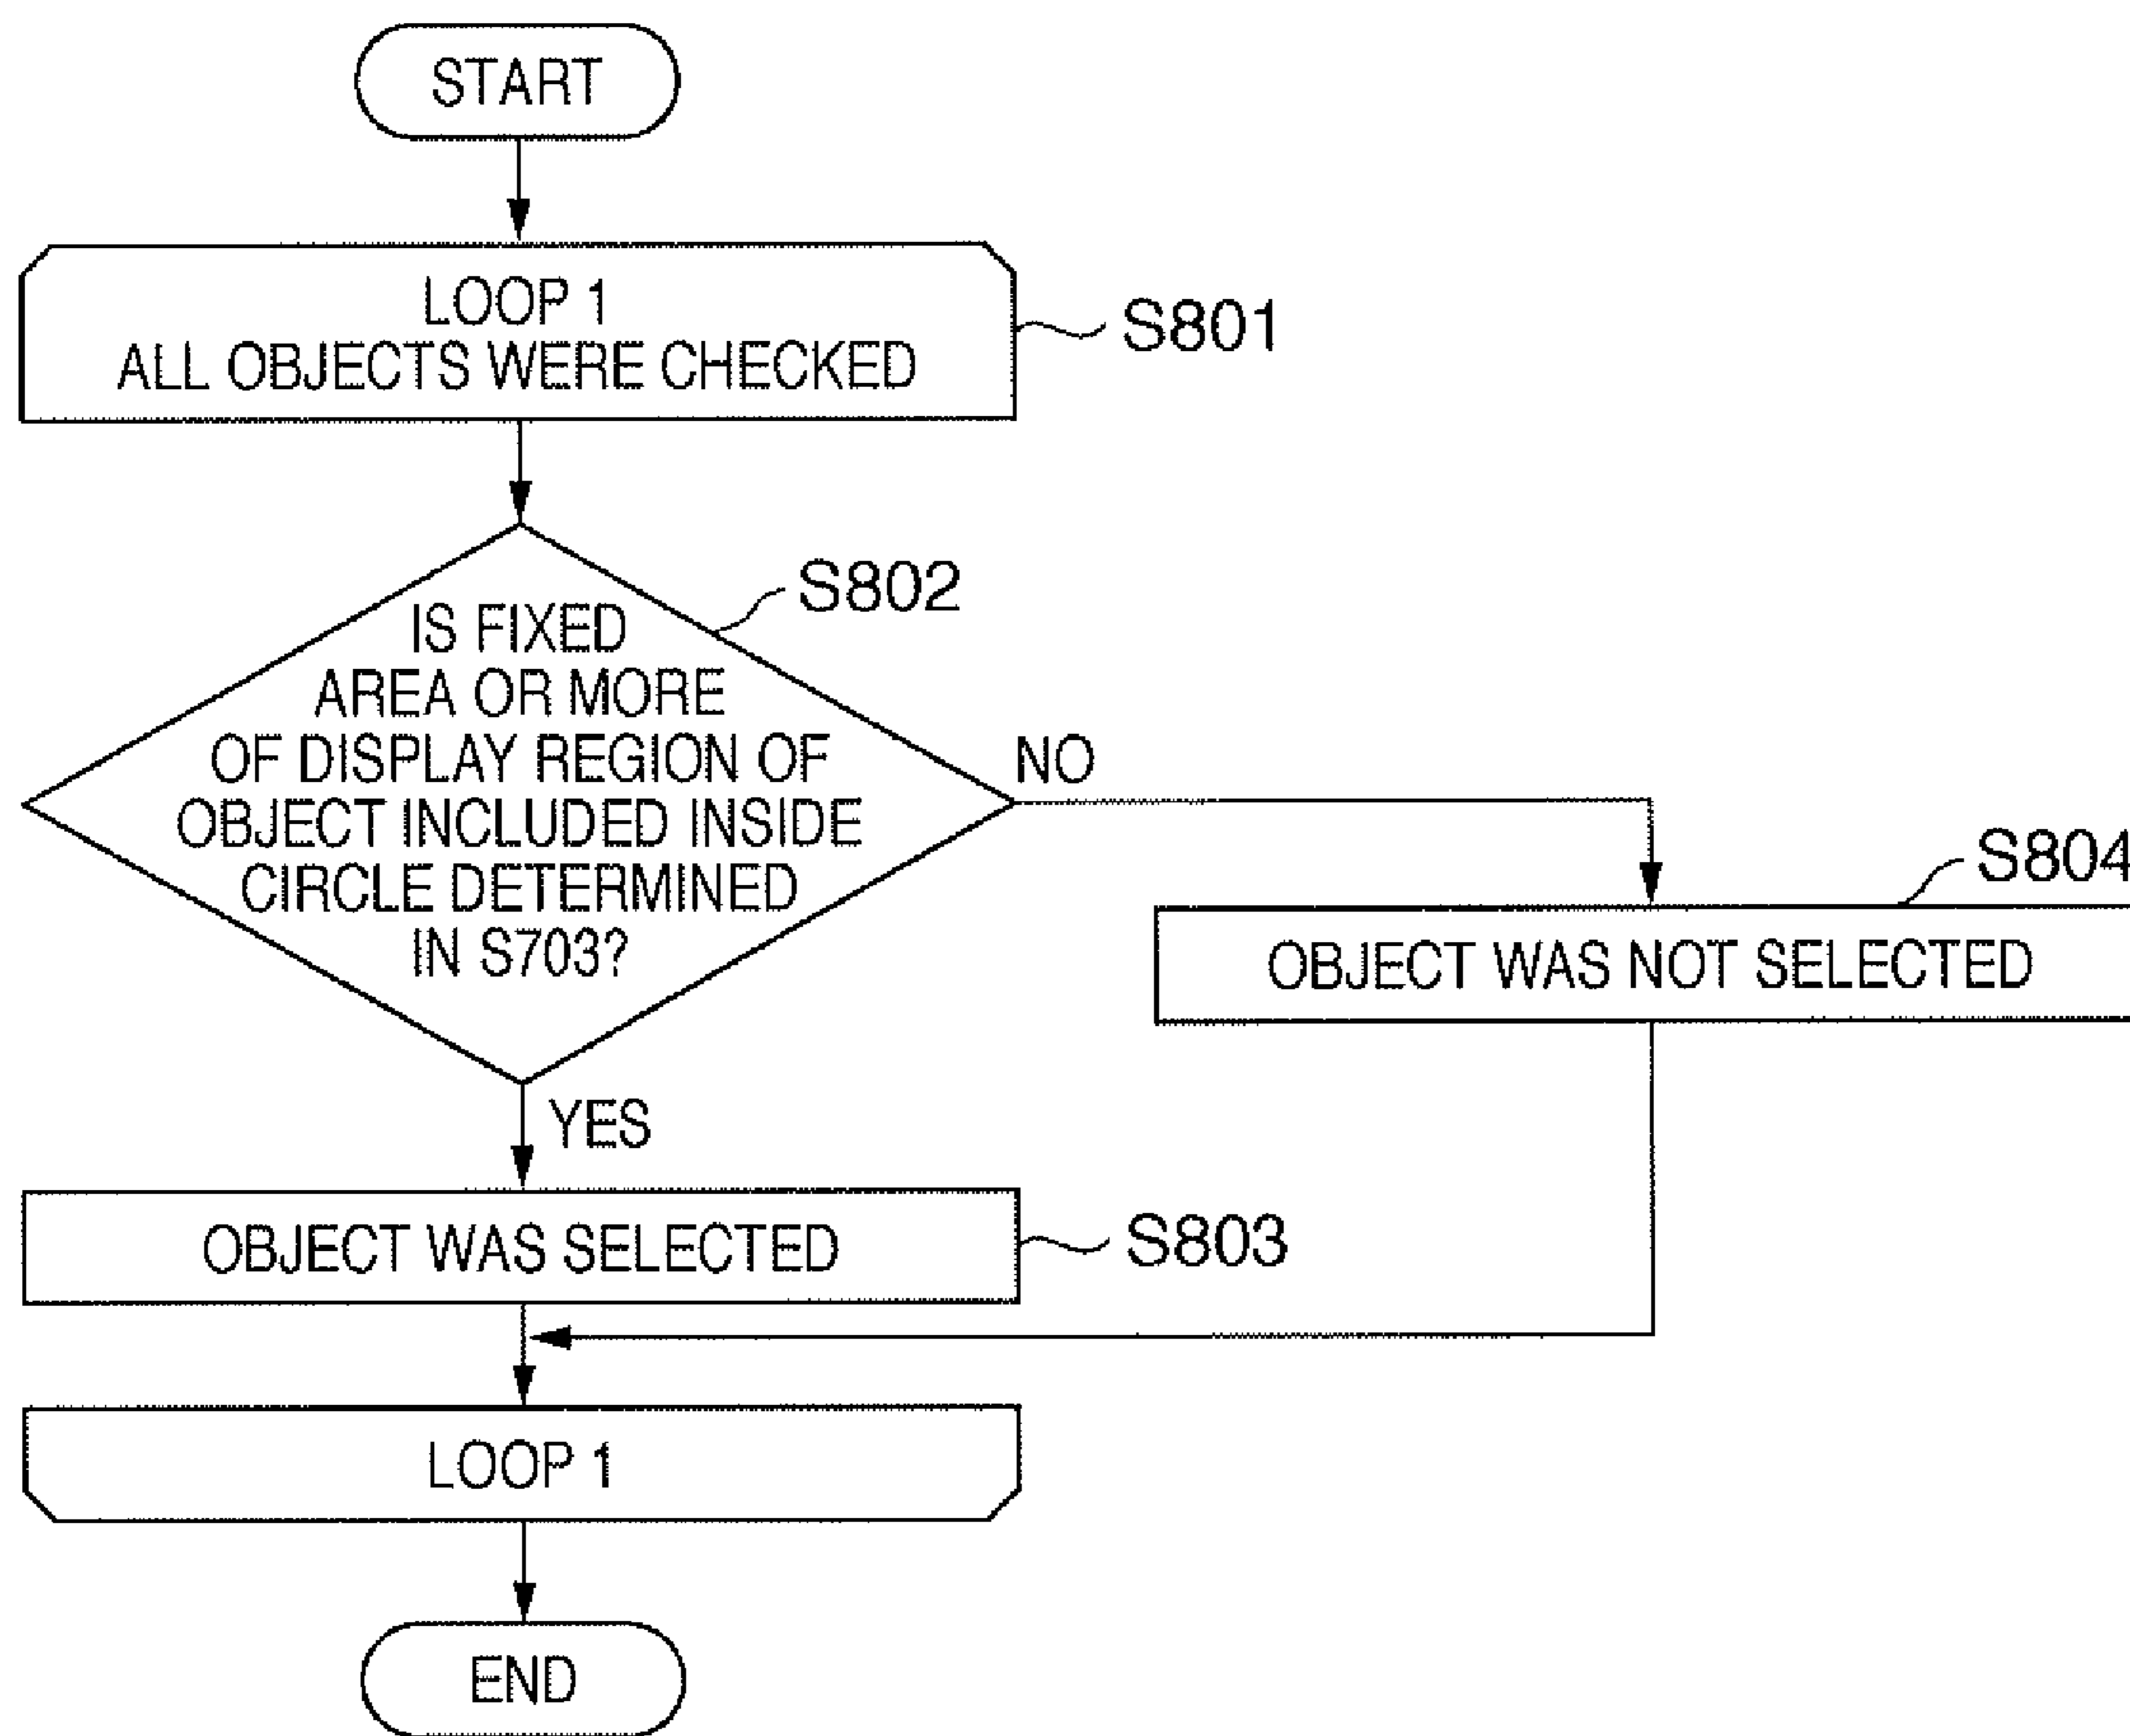 START
LOOP 1
ALL OBJECTS WERE CHECKED
S801
S802
IS FIXED
AREA OR MORE
OF DISPLAY REGION OF
OBJECT INCLUDED INSIDE
CIRCLE DETERMINED
IN S703?
NO
S804
OBJECT WAS NOT SELECTED
YES
OBJECT WAS SELECTED
S803
LOOP 1
END